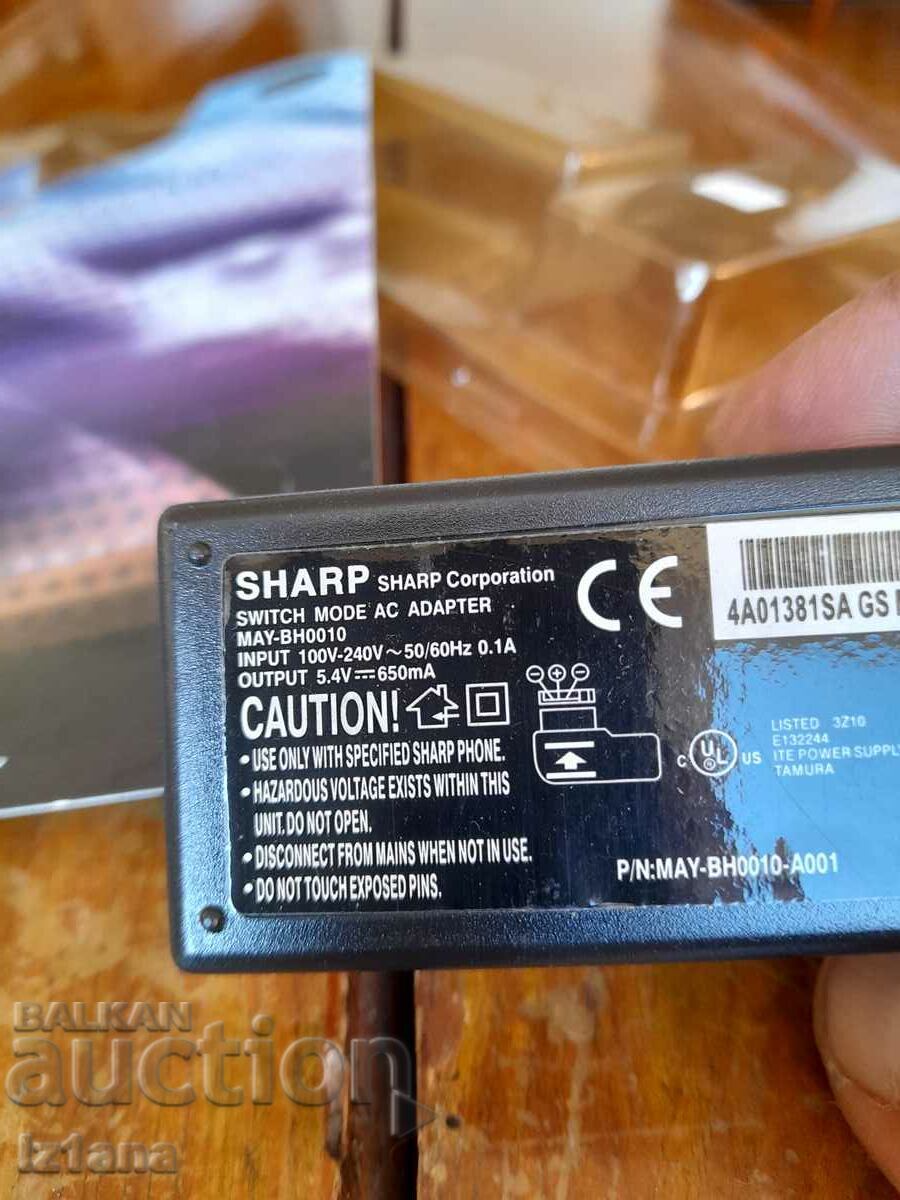 SHARP SHARP Corporation
SWITCH MODE AC ADAPTER
MAY-BH0010
INPUT 100V-240V~50/60Hz 0.1A
OUTPUT 5.4V⎓650mA
CAUTION!
• USE ONLY WITH SPECIFIED SHARP PHONE.
• HAZARDOUS VOLTAGE EXISTS WITHIN THIS
UNIT. DO NOT OPEN.
• DISCONNECT FROM MAINS WHEN NOT IN USE.
• DO NOT TOUCH EXPOSED PINS.
CE
4A01381SA GS
C UL US
LISTED 3Z10
E132244
ITE POWER SUPPLY
TAMURA
P/N:MAY-BH0010-A001
BALKAN
auction
iz1ana